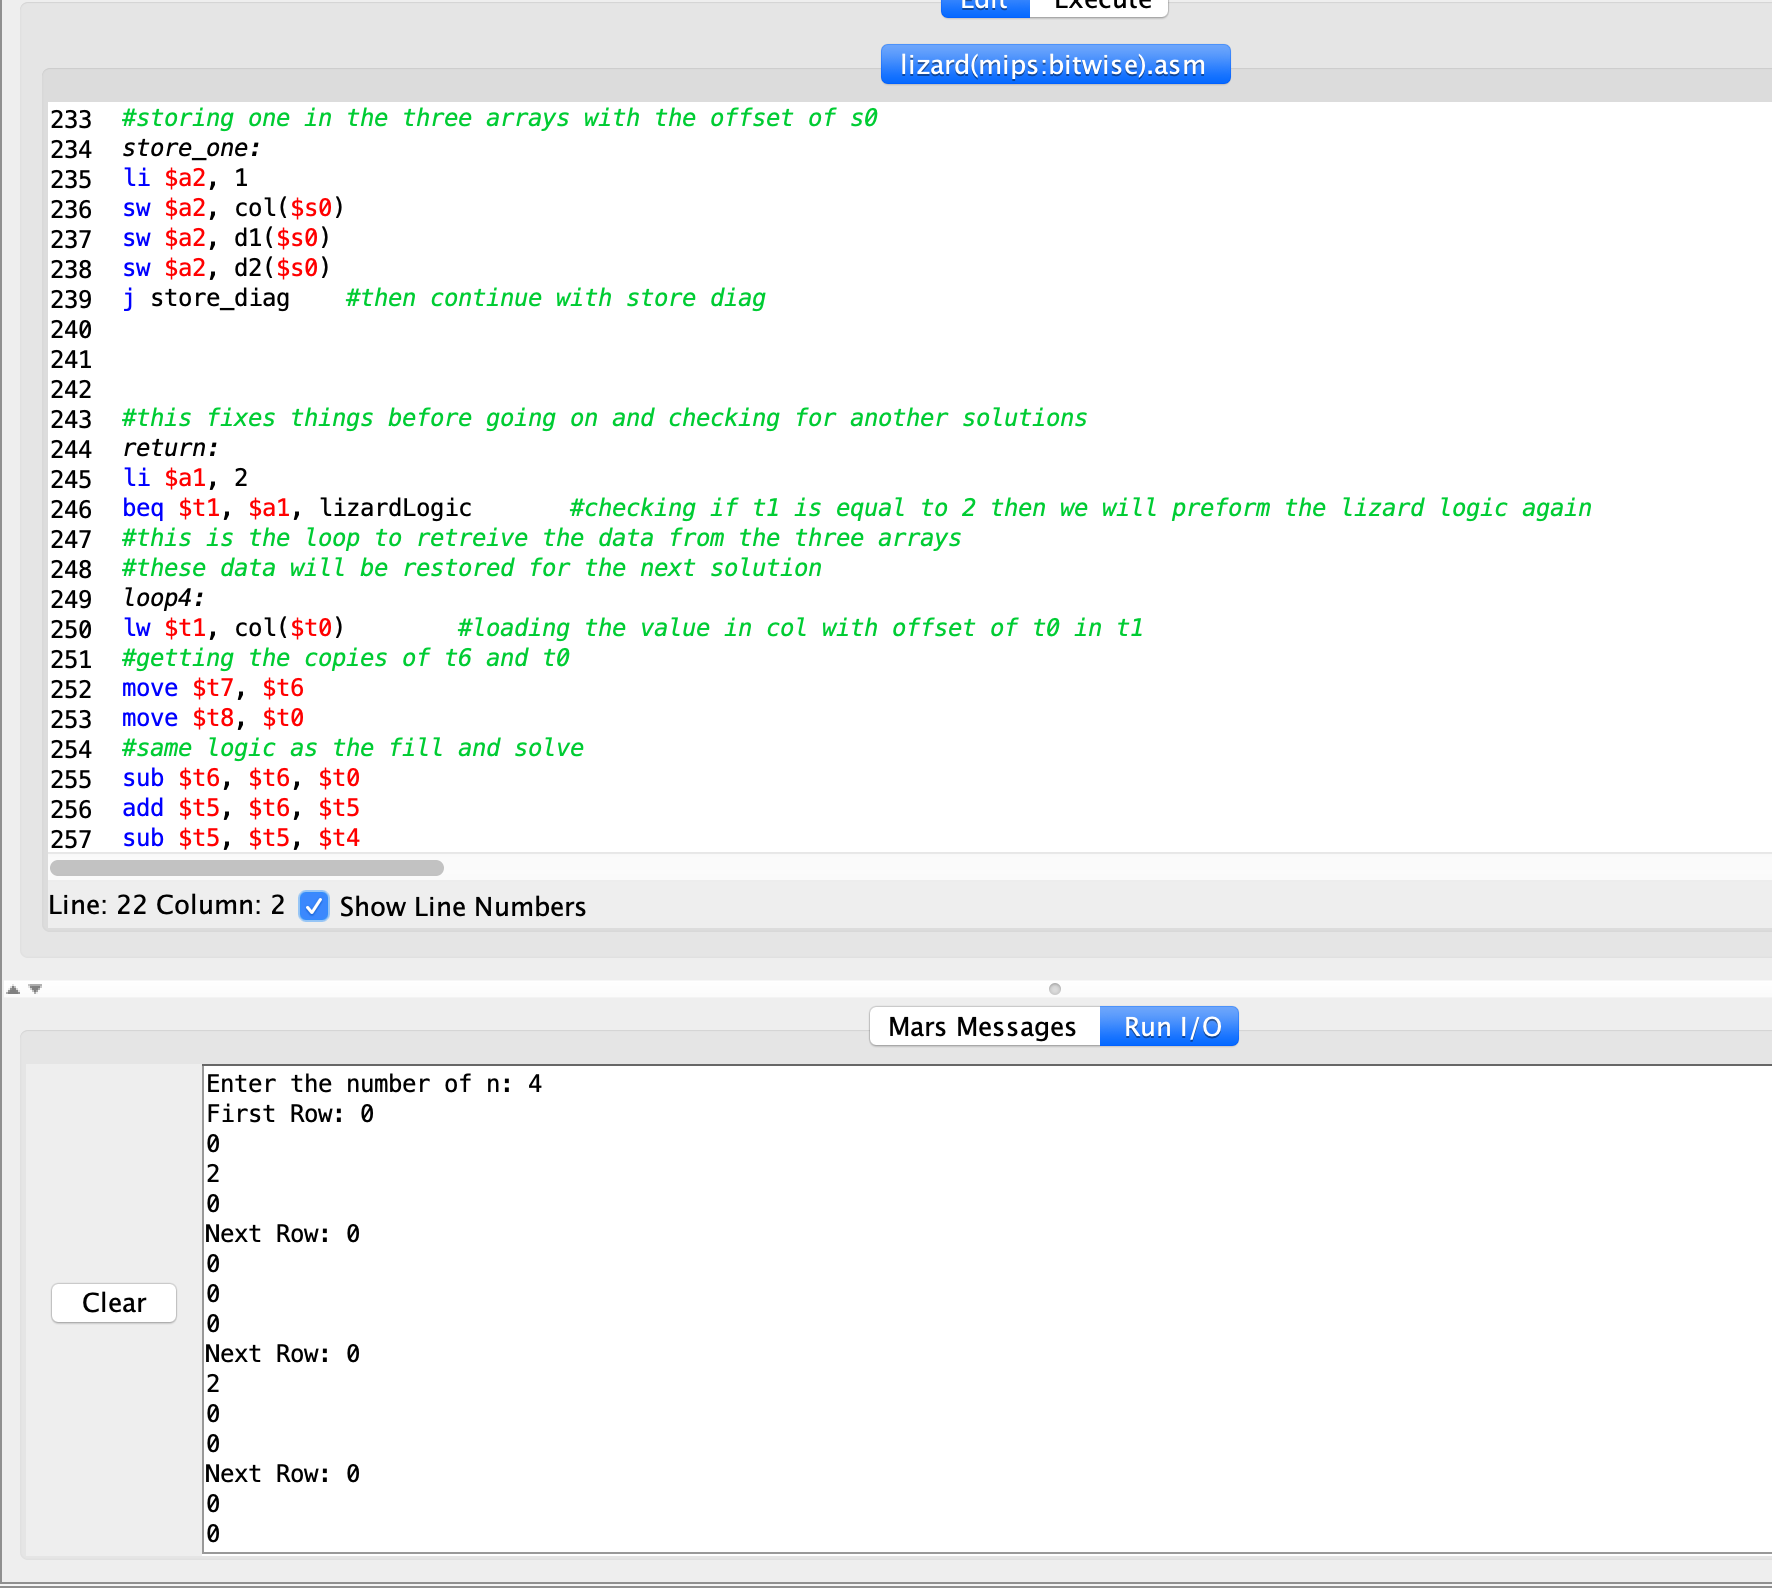 Edit Execute
lizard(mips:bitwise).asm
233 #storing one in the three arrays with the offset of s0
234 store_one:
235 li $a2, 1
236 sw $a2, col($s0)
237 sw $a2, d1($s0)
238 sw $a2, d2($s0)
239 j store_diag    #then continue with store diag
240
241
242
243 #this fixes things before going on and checking for another solutions
244 return:
245 li $a1, 2
246 beq $t1, $a1, lizardLogic       #checking if t1 is equal to 2 then we will preform the lizard logic again
247 #this is the loop to retreive the data from the three arrays
248 #these data will be restored for the next solution
249 loop4:
250 lw $t1, col($t0)        #loading the value in col with offset of t0 in t1
251 #getting the copies of t6 and t0
252 move $t7, $t6
253 move $t8, $t0
254 #same logic as the fill and solve
255 sub $t6, $t6, $t0
256 add $t5, $t6, $t5
257 sub $t5, $t5, $t4
Line: 22 Column: 2 Show Line Numbers
Mars Messages Run I/O
Enter the number of n: 4
First Row: 0
0
2
0
Next Row: 0
0
0
0
Next Row: 0
2
0
0
Next Row: 0
0
0
Clear